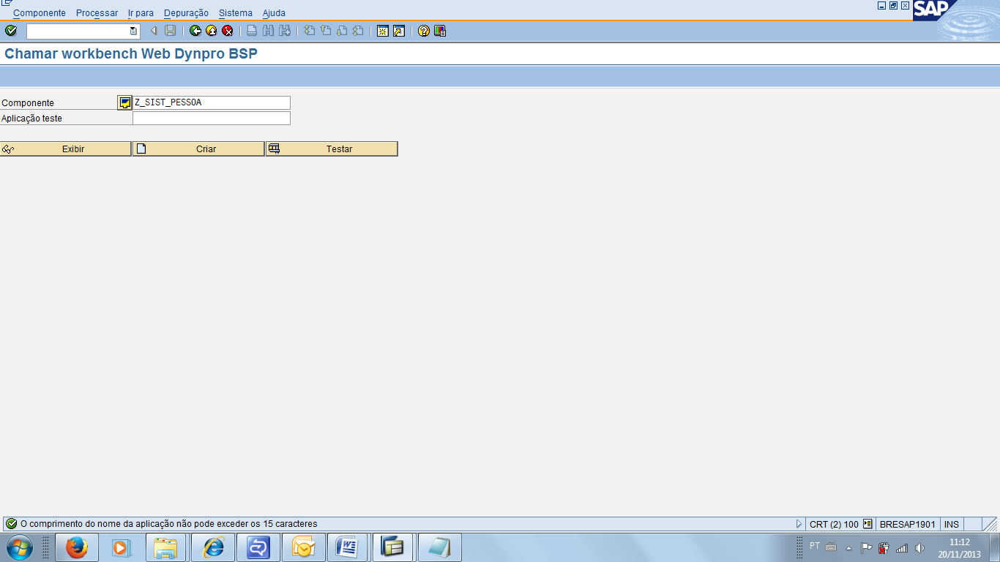 Componente Processar Ir para Depuração Sistema Ajuda
SAP
Chamar workbench Web Dynpro BSP
Componente Z_SIST_PESSOA
Aplicação teste
Exibir Criar Testar
O comprimento do nome da aplicação não pode exceder os 15 caracteres CRT (2) 100 BRESAP1901 INS
PT 11:12
20/11/2013